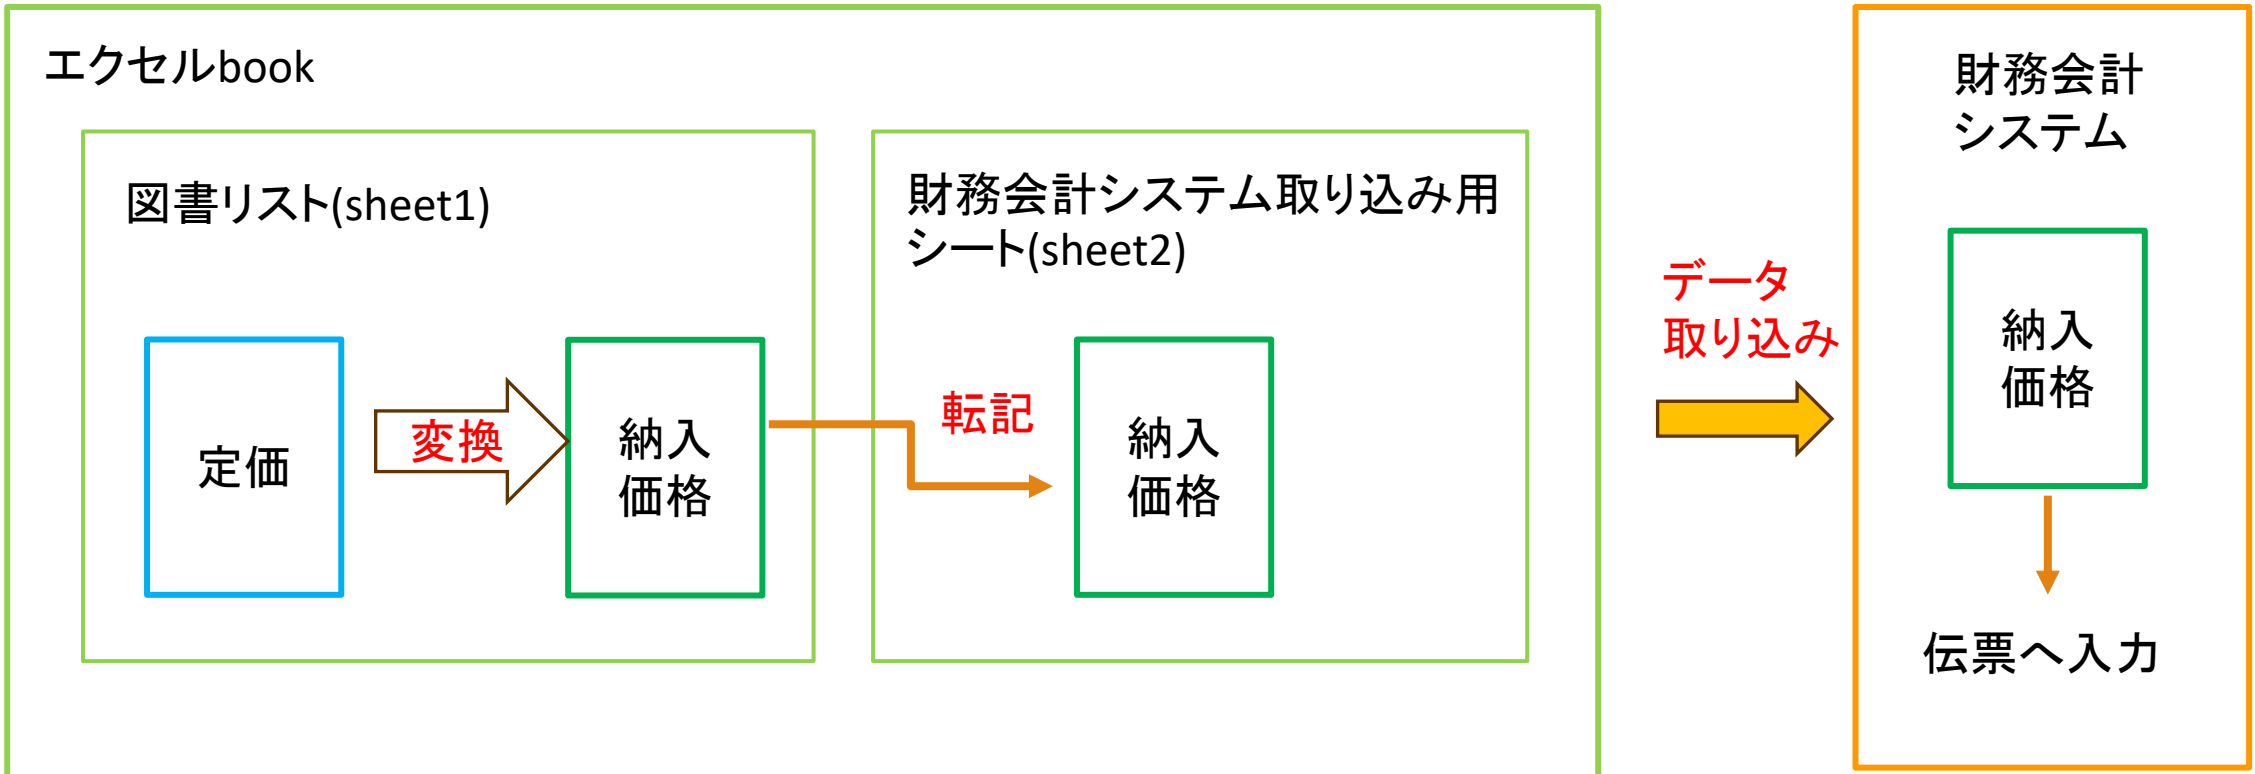 エクセルbook
図書リスト(sheet1)
定価
変換
納入
価格
財務会計システム取り込み用
シート(sheet2)
転記
納入
価格
データ
取り込み
財務会計
システム
納入
価格
伝票へ入力